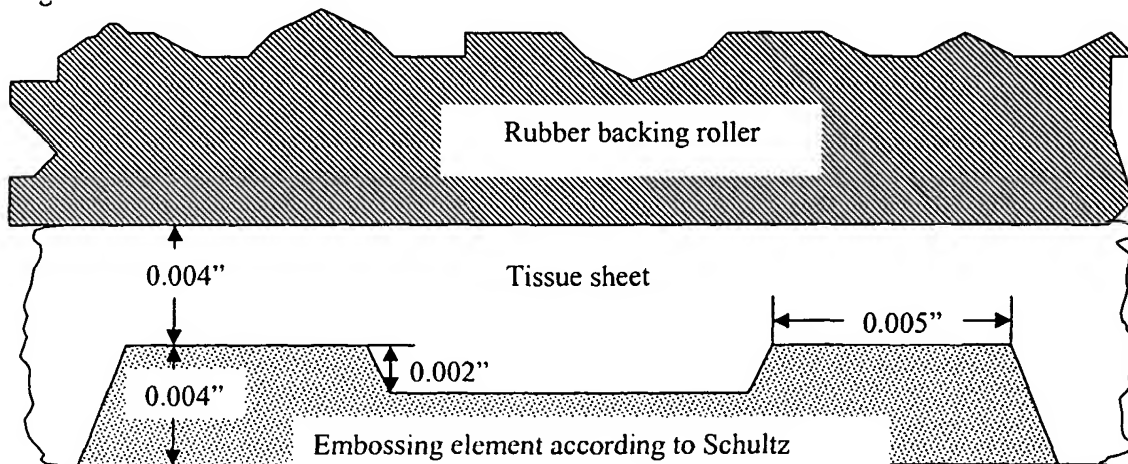 Rubber backing roller
0.004”
Tissue sheet
0.005”
0.002”
0.004”
Embossing element according to Schultz